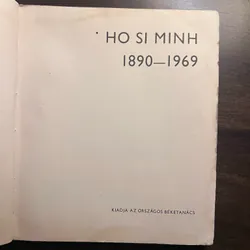 HO SI MINH
1890—1969
KIADJA AZ ORSZÁGOS BÉKETANÁCS